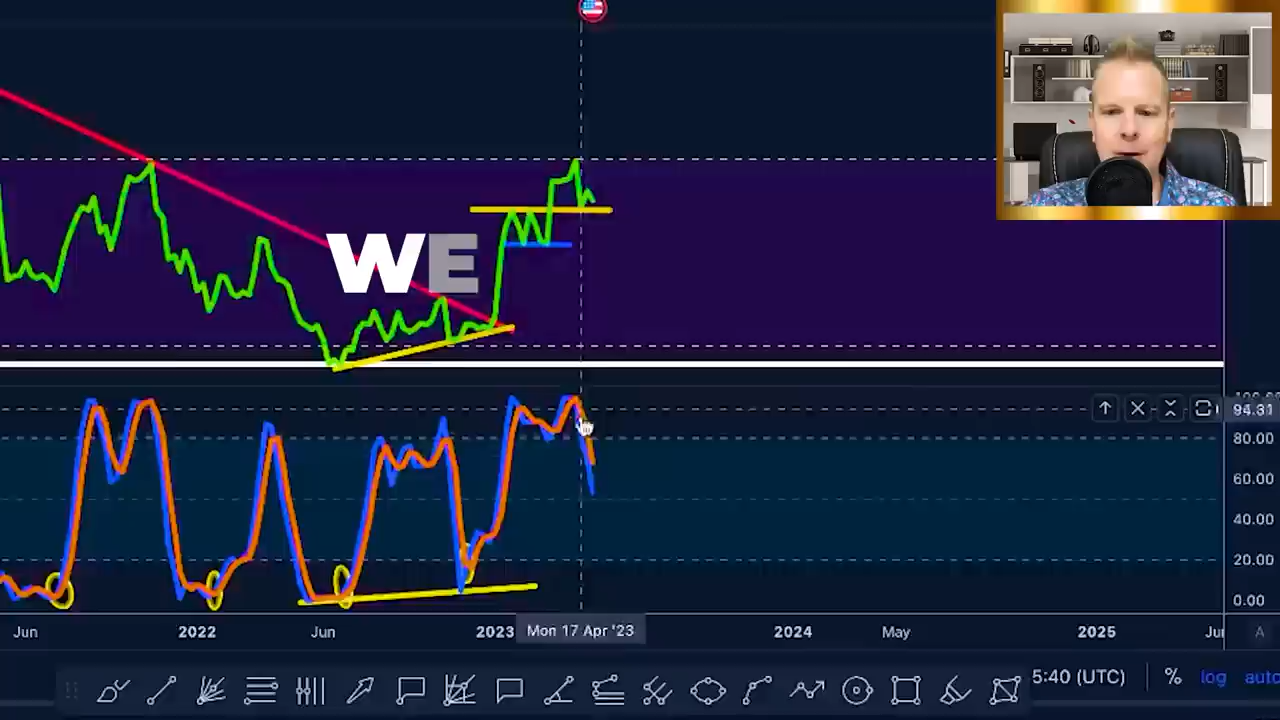 WE
94.31
80.00
60.00
40.00
20.00
0.00
Jun 2022 Jun 2023 Mon 17 Apr '23 2024 May 2025
A
5:40 (UTC) % log auto